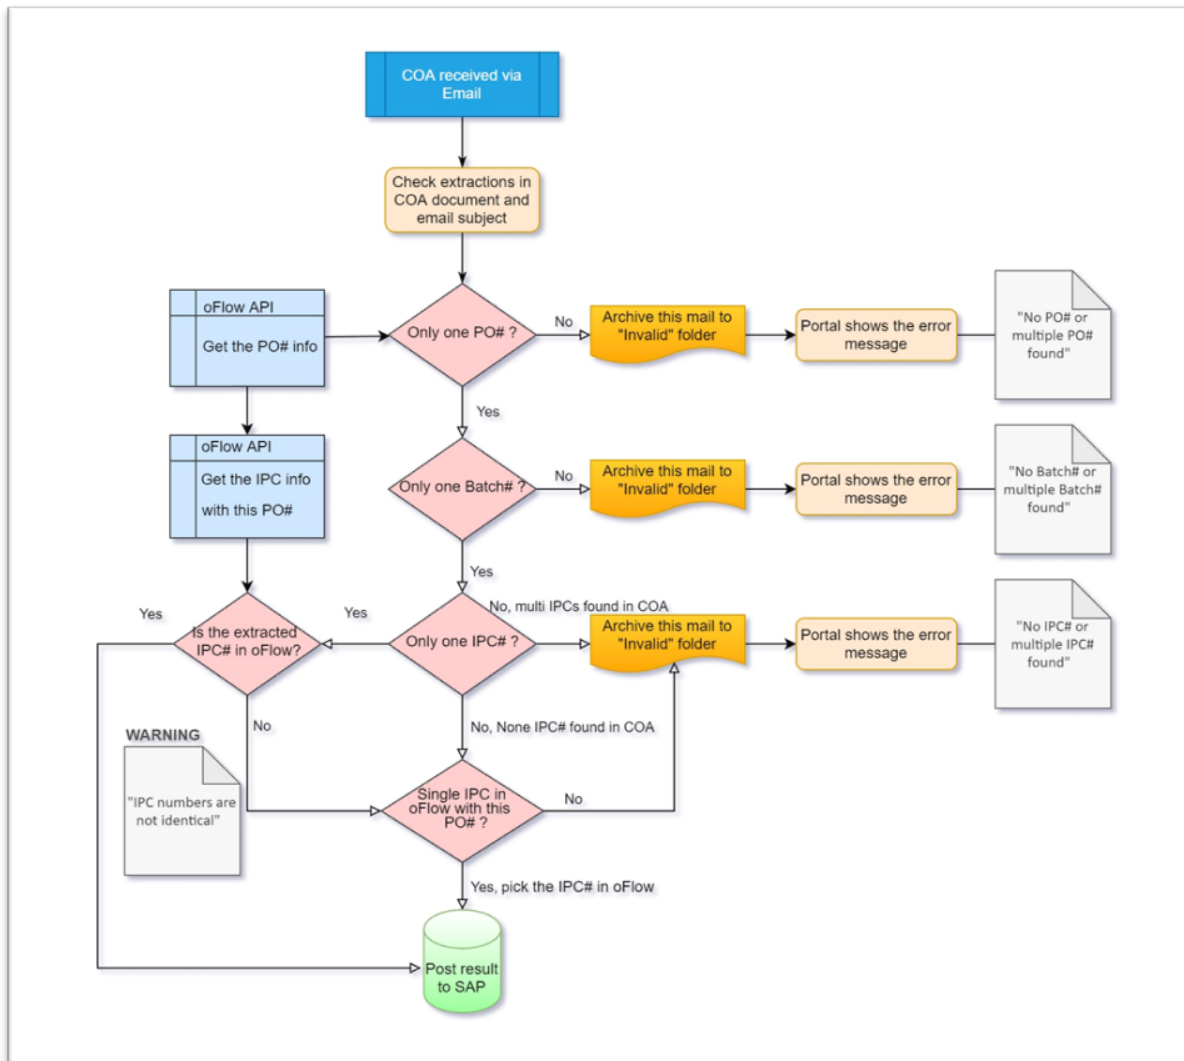 COA received via
Email
Check extractions in
COA document and
email subject
oFlow API
Get the PO# info
Only one PO# ?
No
Archive this mail to
"Invalid" folder
Portal shows the error
message
"No PO# or
multiple PO#
found"
Yes
oFlow API
Get the IPC info
with this PO#
Only one Batch# ?
No
Archive this mail to
"Invalid" folder
Portal shows the error
message
"No Batch# or
multiple Batch#
found"
Yes
Yes
Is the extracted
IPC# in oFlow?
Yes
Only one IPC# ?
No, multi IPCs found in COA
Archive this mail to
"Invalid" folder
Portal shows the error
message
"No IPC# or
multiple IPC#
found"
No
No, None IPC# found in COA
WARNING
"IPC numbers are
not identical"
Single IPC in
oFlow with this
PO# ?
No
Yes, pick the IPC# in oFlow
Post result
to SAP